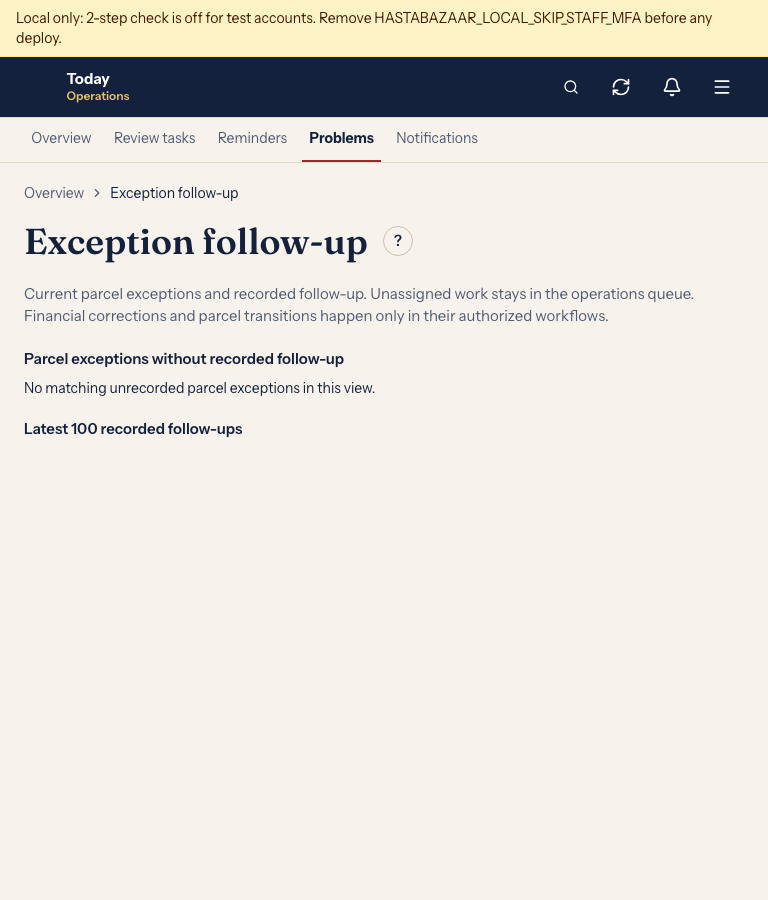 Local only: 2-step check is off for test accounts. Remove HASTABAZAAR_LOCAL_SKIP_STAFF_MFA before any
deploy.
Today
Operations
Overview Review tasks Reminders Problems Notifications
Overview > Exception follow-up
Exception follow-up ?
Current parcel exceptions and recorded follow-up. Unassigned work stays in the operations queue.
Financial corrections and parcel transitions happen only in their authorized workflows.
Parcel exceptions without recorded follow-up
No matching unrecorded parcel exceptions in this view.
Latest 100 recorded follow-ups